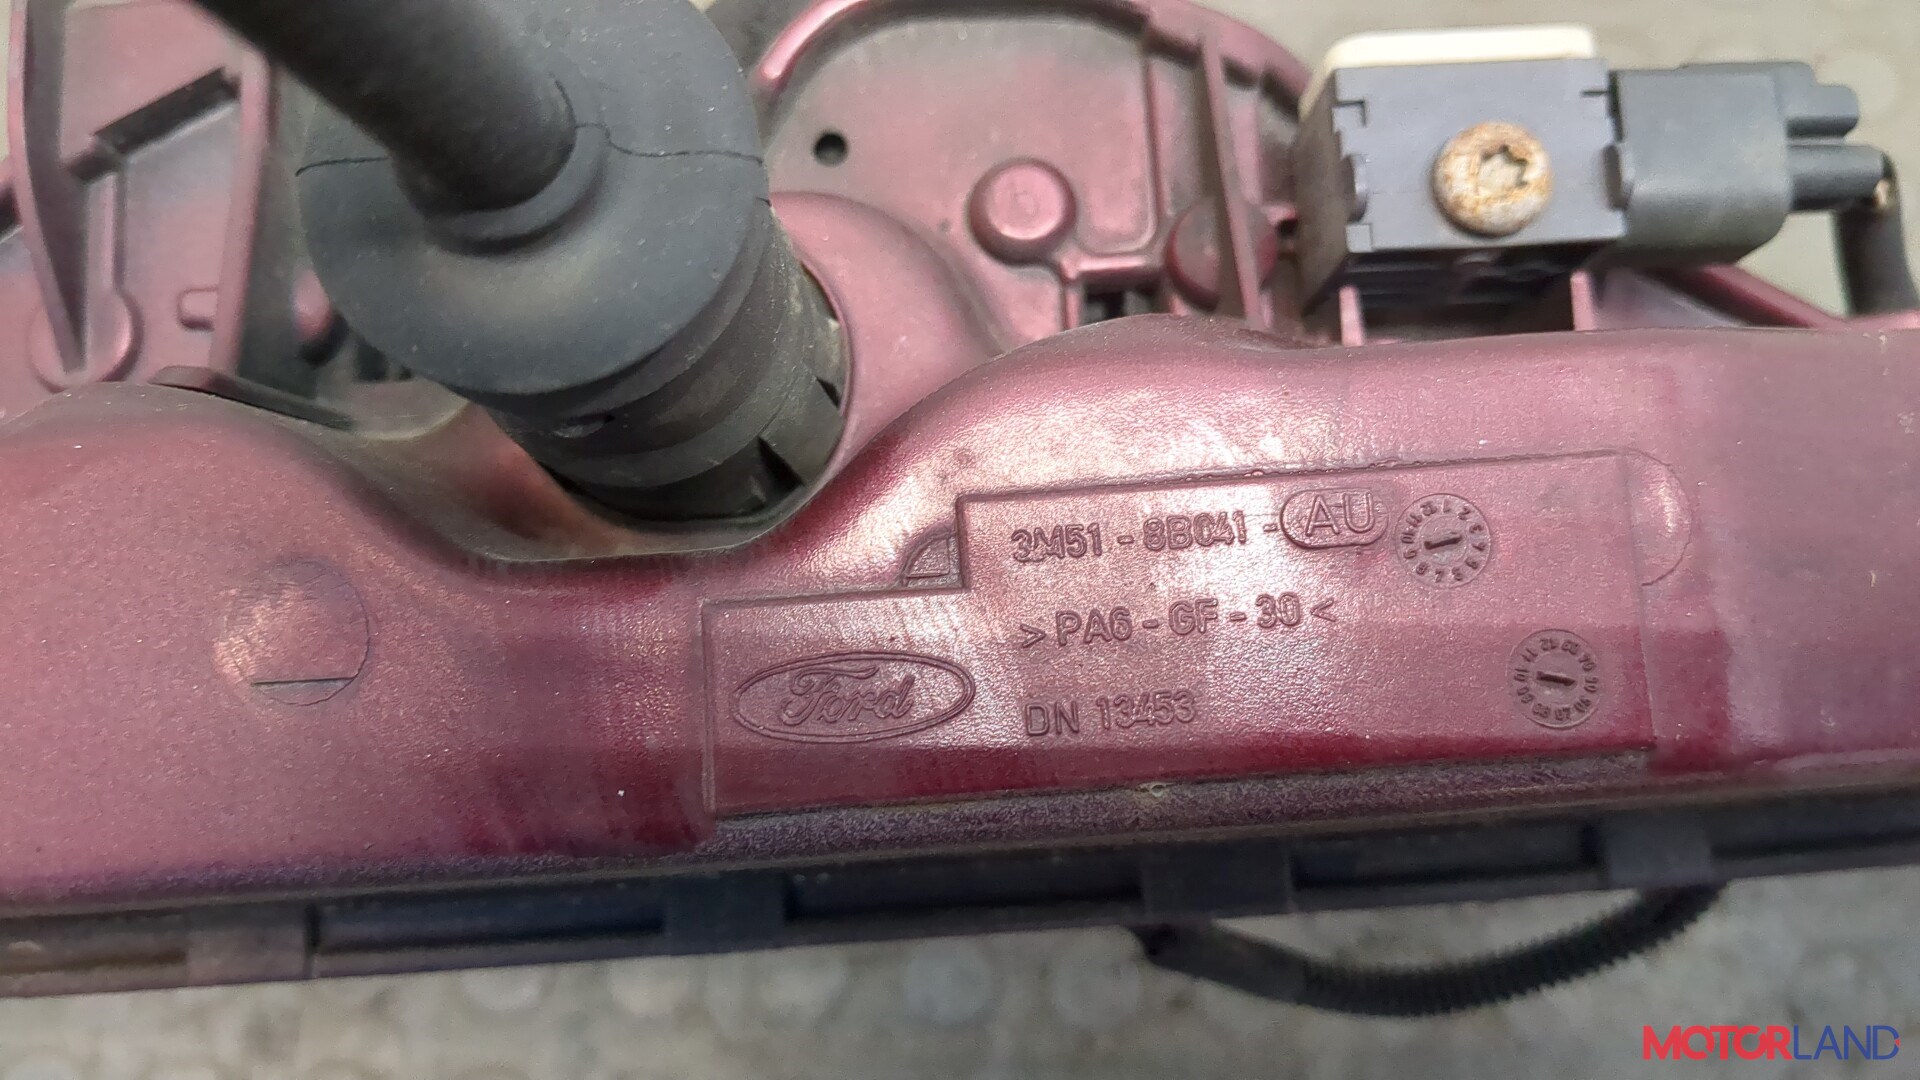 3M51 - 8B041 - AU
> PA6 - GF - 30 <
Ford
DN 13453
MOTORLAND